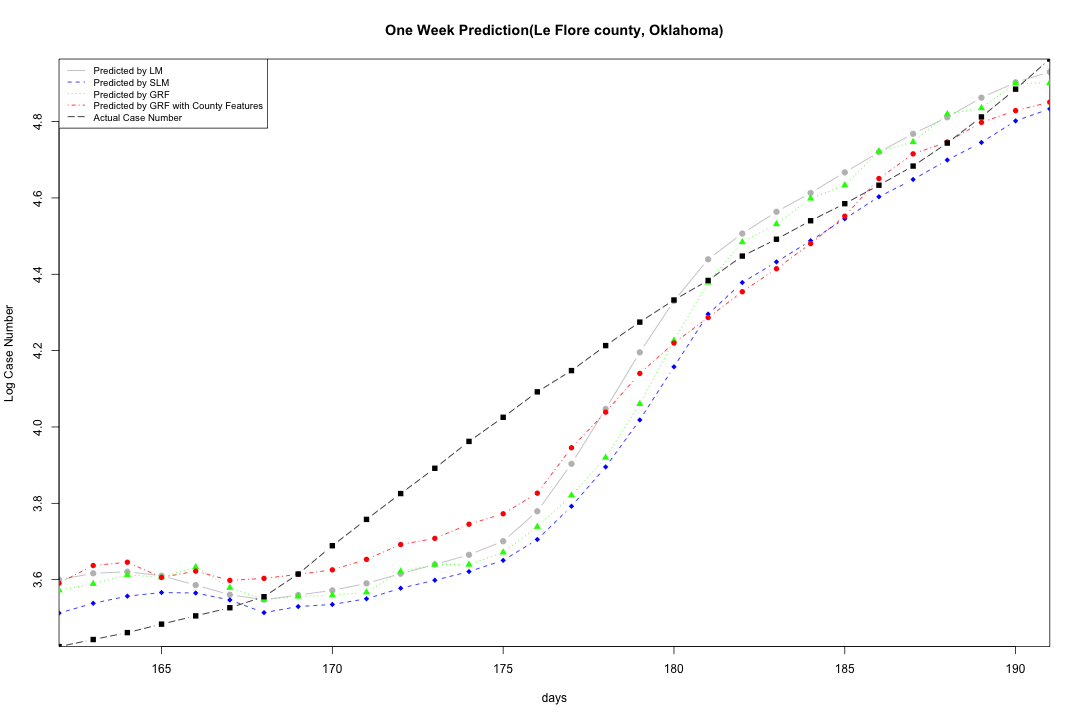 One Week Prediction(Le Flore county, Oklahoma)
Predicted by LM
Predicted by SLM
Predicted by GRF
Predicted by GRF with County Features
Actual Case Number
4.8
4.6
4.4
4.2
4.0
3.8
3.6
Log Case Number
165 170 175 180 185 190
days